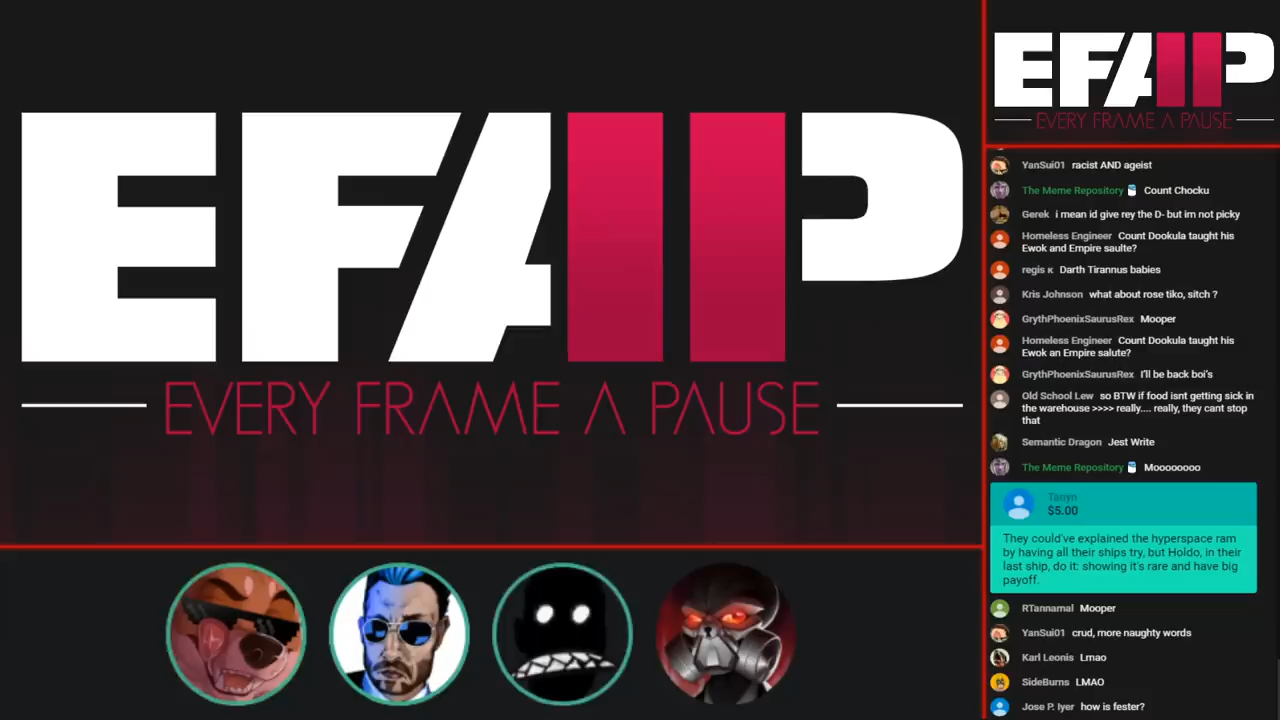 EFAP
EVERY FRAME A PAUSE
EFAP
EVERY FRAME A PAUSE
YanSui01 racist AND ageist
The Meme Repository Count Chocku
Gerek i mean id give rey the D- but im not picky
Homeless Engineer Count Dookula taught his
Ewok and Empire saulte?
regis к Darth Tirannus babies
Kris Johnson what about rose tiko, sitch ?
GrythPhoenixSaurusRex Mooper
Homeless Engineer Count Dookula taught his
Ewok an Empire salute?
GrythPhoenixSaurusRex I'll be back boi's
Old School Lew so BTW if food isnt getting sick in
the warehouse >>>> really.... really, they cant stop
that
Semantic Dragon Jest Write
The Meme Repository Moooooooo
Tanyn
$5.00
They could've explained the hyperspace ram
by having all their ships try, but Holdo, in their
last ship, do it: showing it's rare and have big
payoff.
RTannamal Mooper
YanSui01 crud, more naughty words
Karl Leonis Lmao
SideBurns LMAO
Jose P. Iyer how is fester?